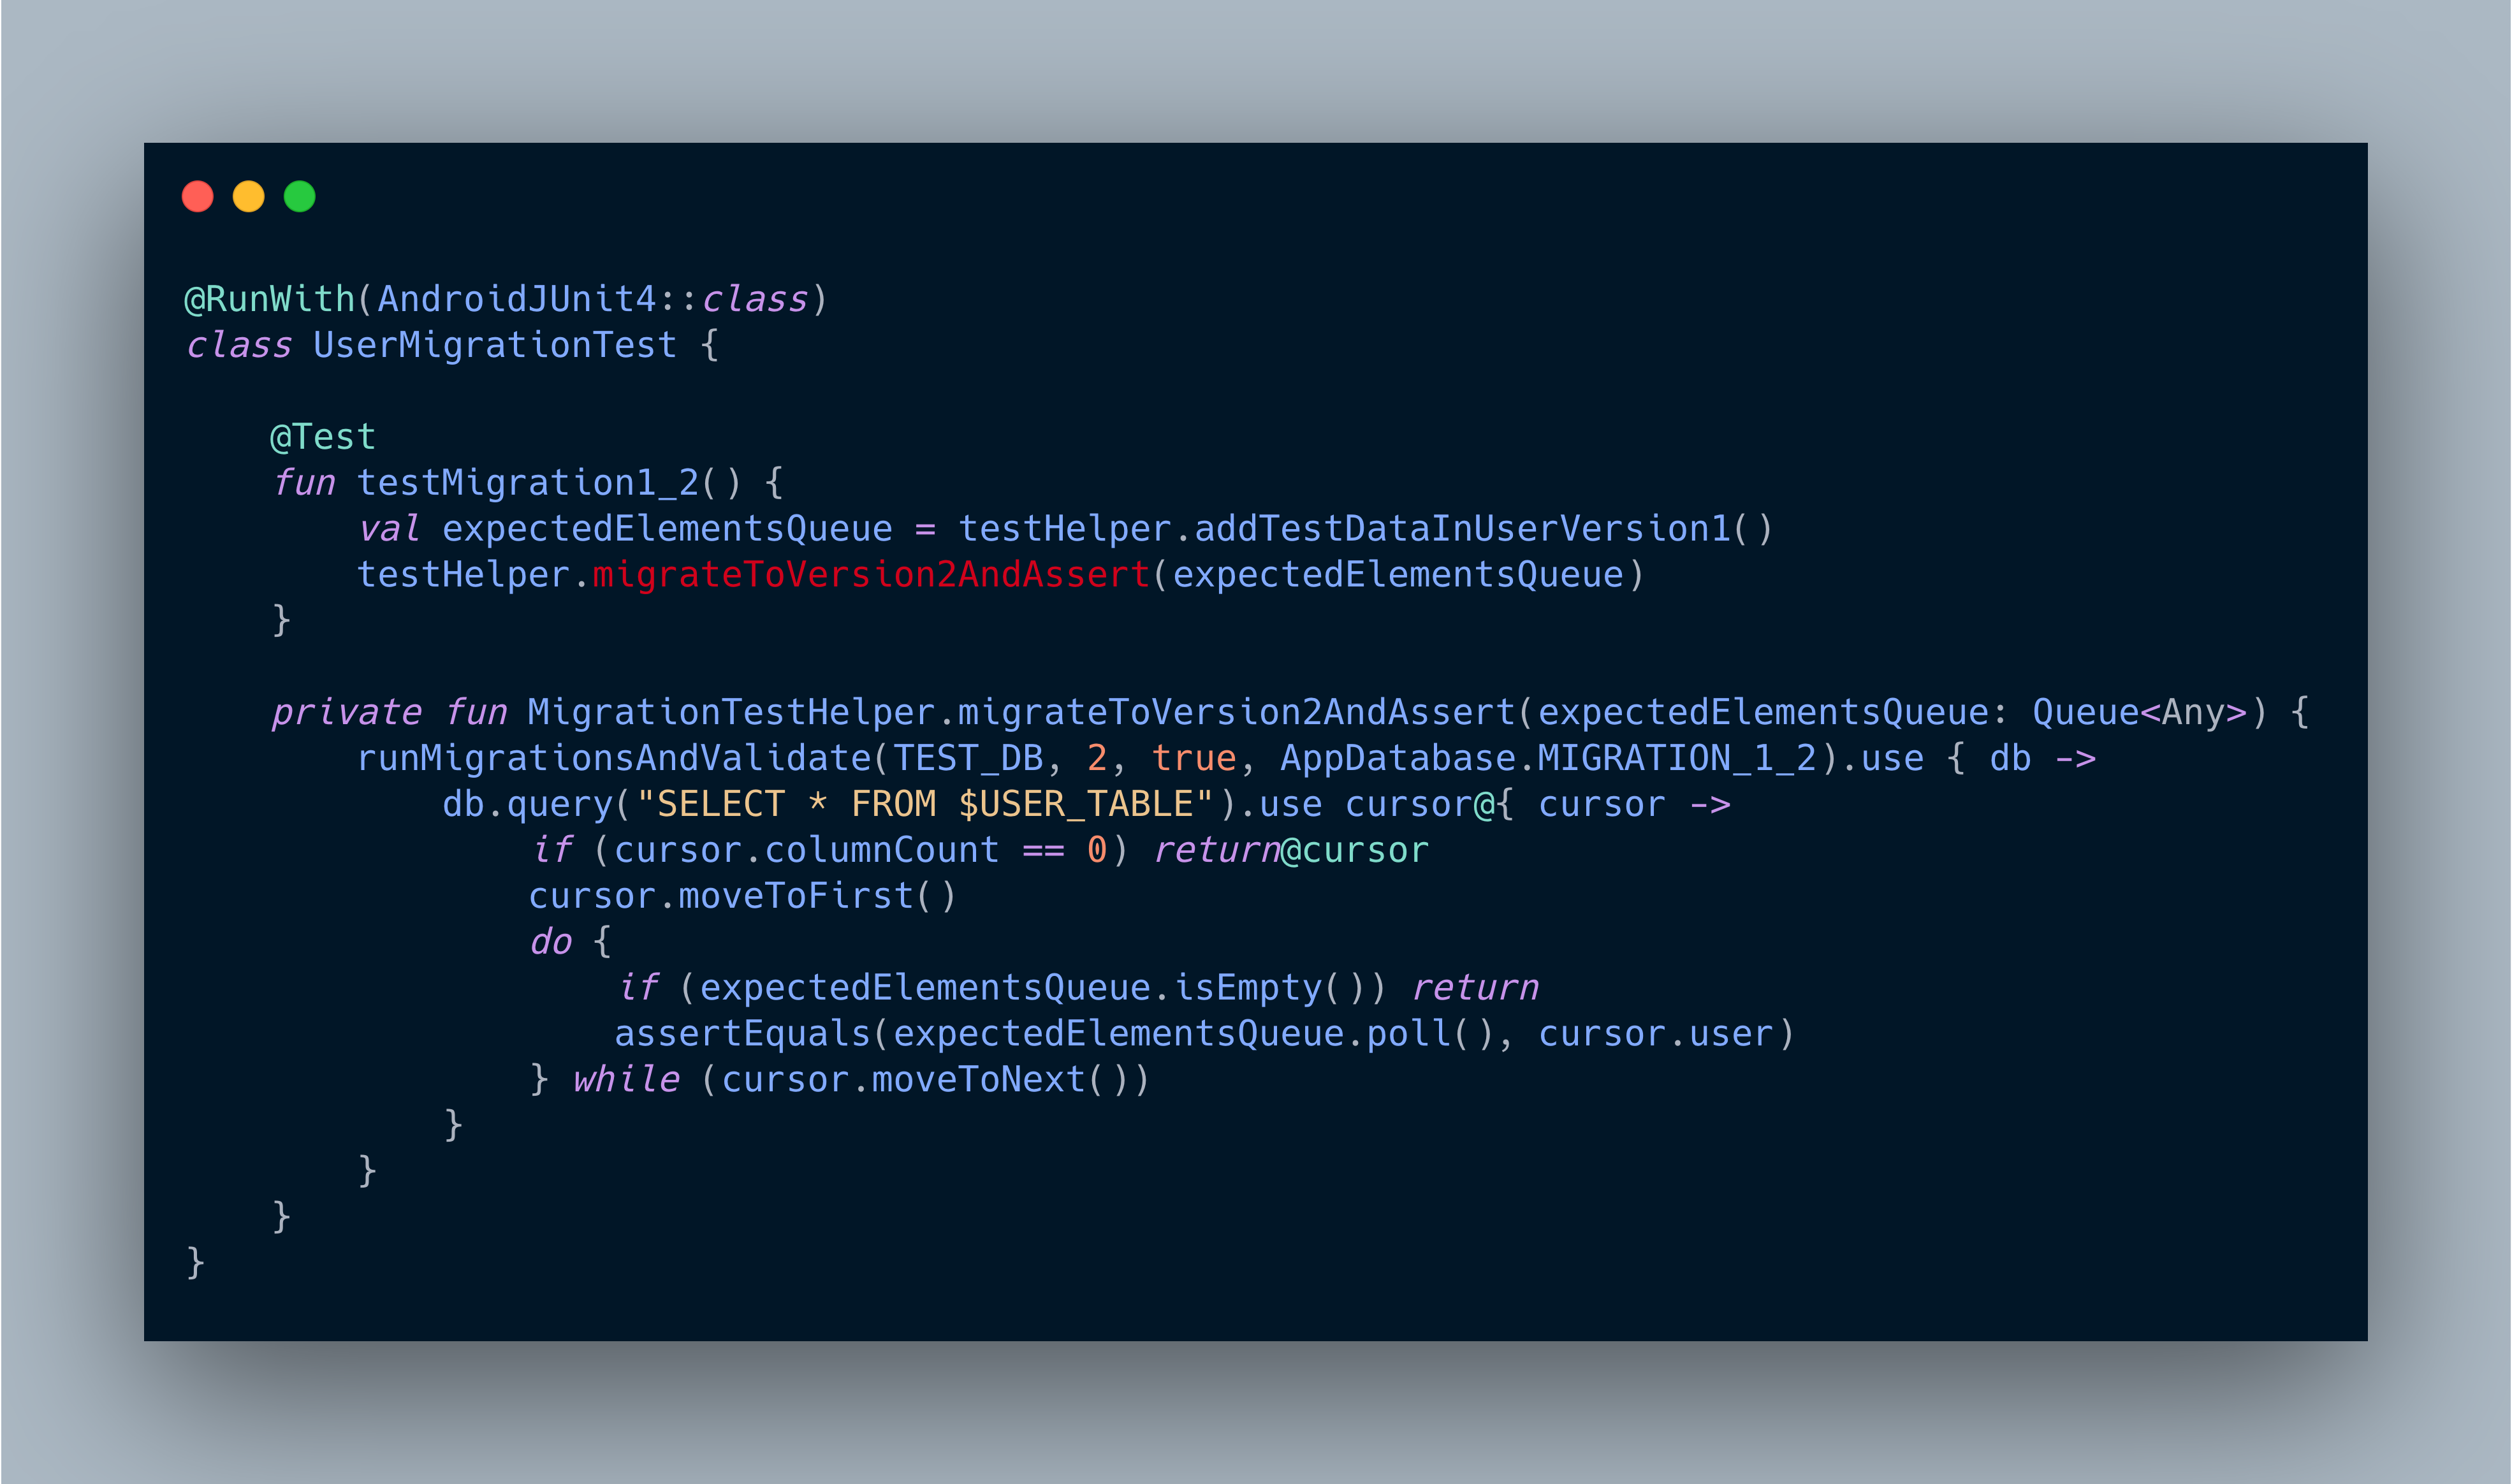 @RunWith(AndroidJUnit4::class)
class UserMigrationTest {

    @Test
    fun testMigration1_2() {
        val expectedElementsQueue = testHelper.addTestDataInUserVersion1()
        testHelper.migrateToVersion2AndAssert(expectedElementsQueue)
    }

    private fun MigrationTestHelper.migrateToVersion2AndAssert(expectedElementsQueue: Queue<Any>) {
        runMigrationsAndValidate(TEST_DB, 2, true, AppDatabase.MIGRATION_1_2).use { db ->
            db.query("SELECT * FROM $USER_TABLE").use cursor@{ cursor ->
                if (cursor.columnCount == 0) return@cursor
                cursor.moveToFirst()
                do {
                    if (expectedElementsQueue.isEmpty()) return
                    assertEquals(expectedElementsQueue.poll(), cursor.user)
                } while (cursor.moveToNext())
            }
        }
    }
}